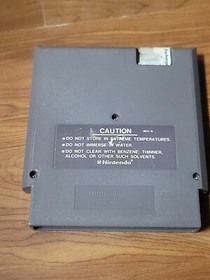 CAUTION
●DO NOT STORE IN EXTREME TEMPERATURES.
●DO NOT IMMERSE IN WATER.
●DO NOT CLEAN WITH BENZENE, THINNER,
ALCOHOL OR OTHER SUCH SOLVENTS.
Nintendo